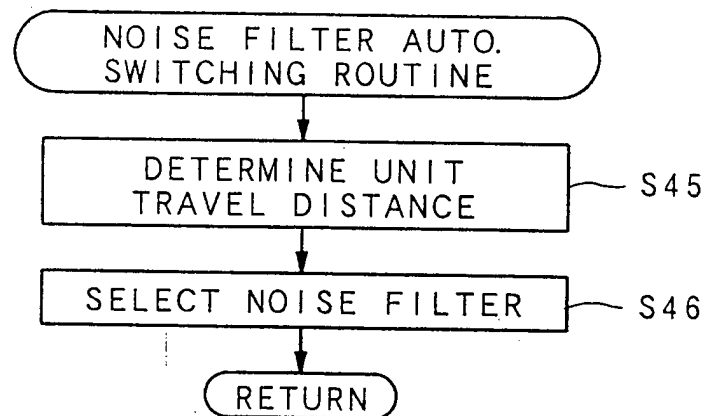 NOISE FILTER AUTO.
SWITCHING ROUTINE
DETERMINE UNIT
TRAVEL DISTANCE
S45
SELECT NOISE FILTER
S46
RETURN